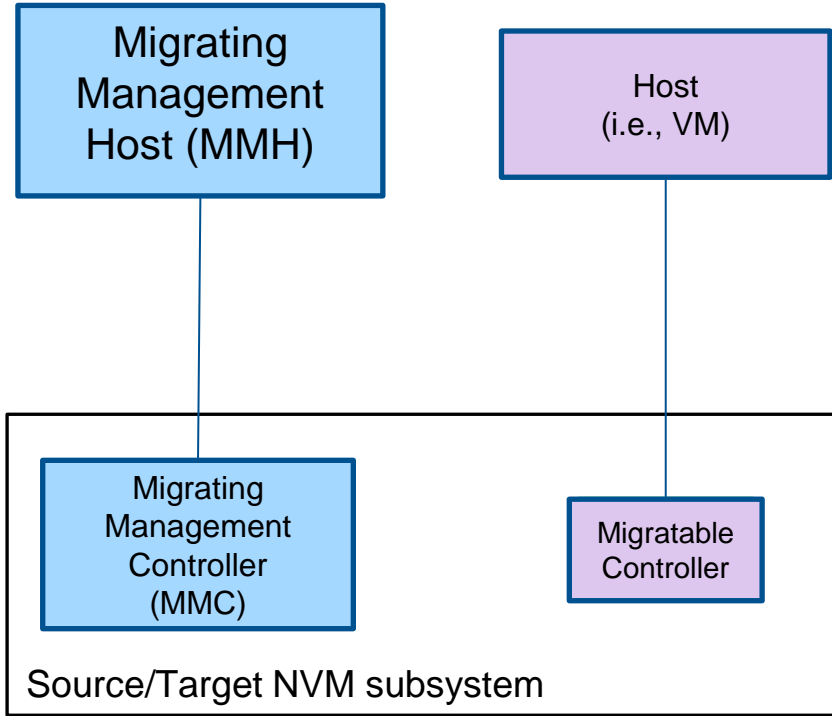 Migrating
Management
Host (MMH)
Host
(i.e., VM)
Migrating
Management
Controller
(MMC)
Migratable
Controller
Source/Target NVM subsystem